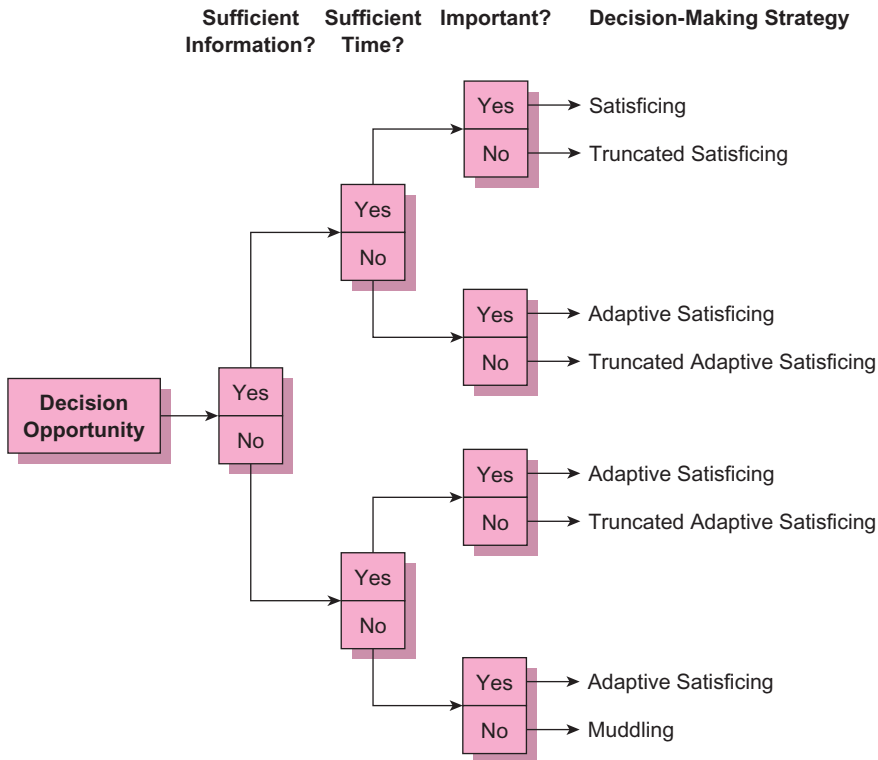 Sufficient Information?
Sufficient Time?
Important?
Decision-Making Strategy
Yes
Satisficing
No
Truncated Satisficing
Yes
No
Yes
Adaptive Satisficing
No
Truncated Adaptive Satisficing
Decision
Opportunity
Yes
No
Yes
Adaptive Satisficing
No
Truncated Adaptive Satisficing
Yes
No
Yes
Adaptive Satisficing
No
Muddling